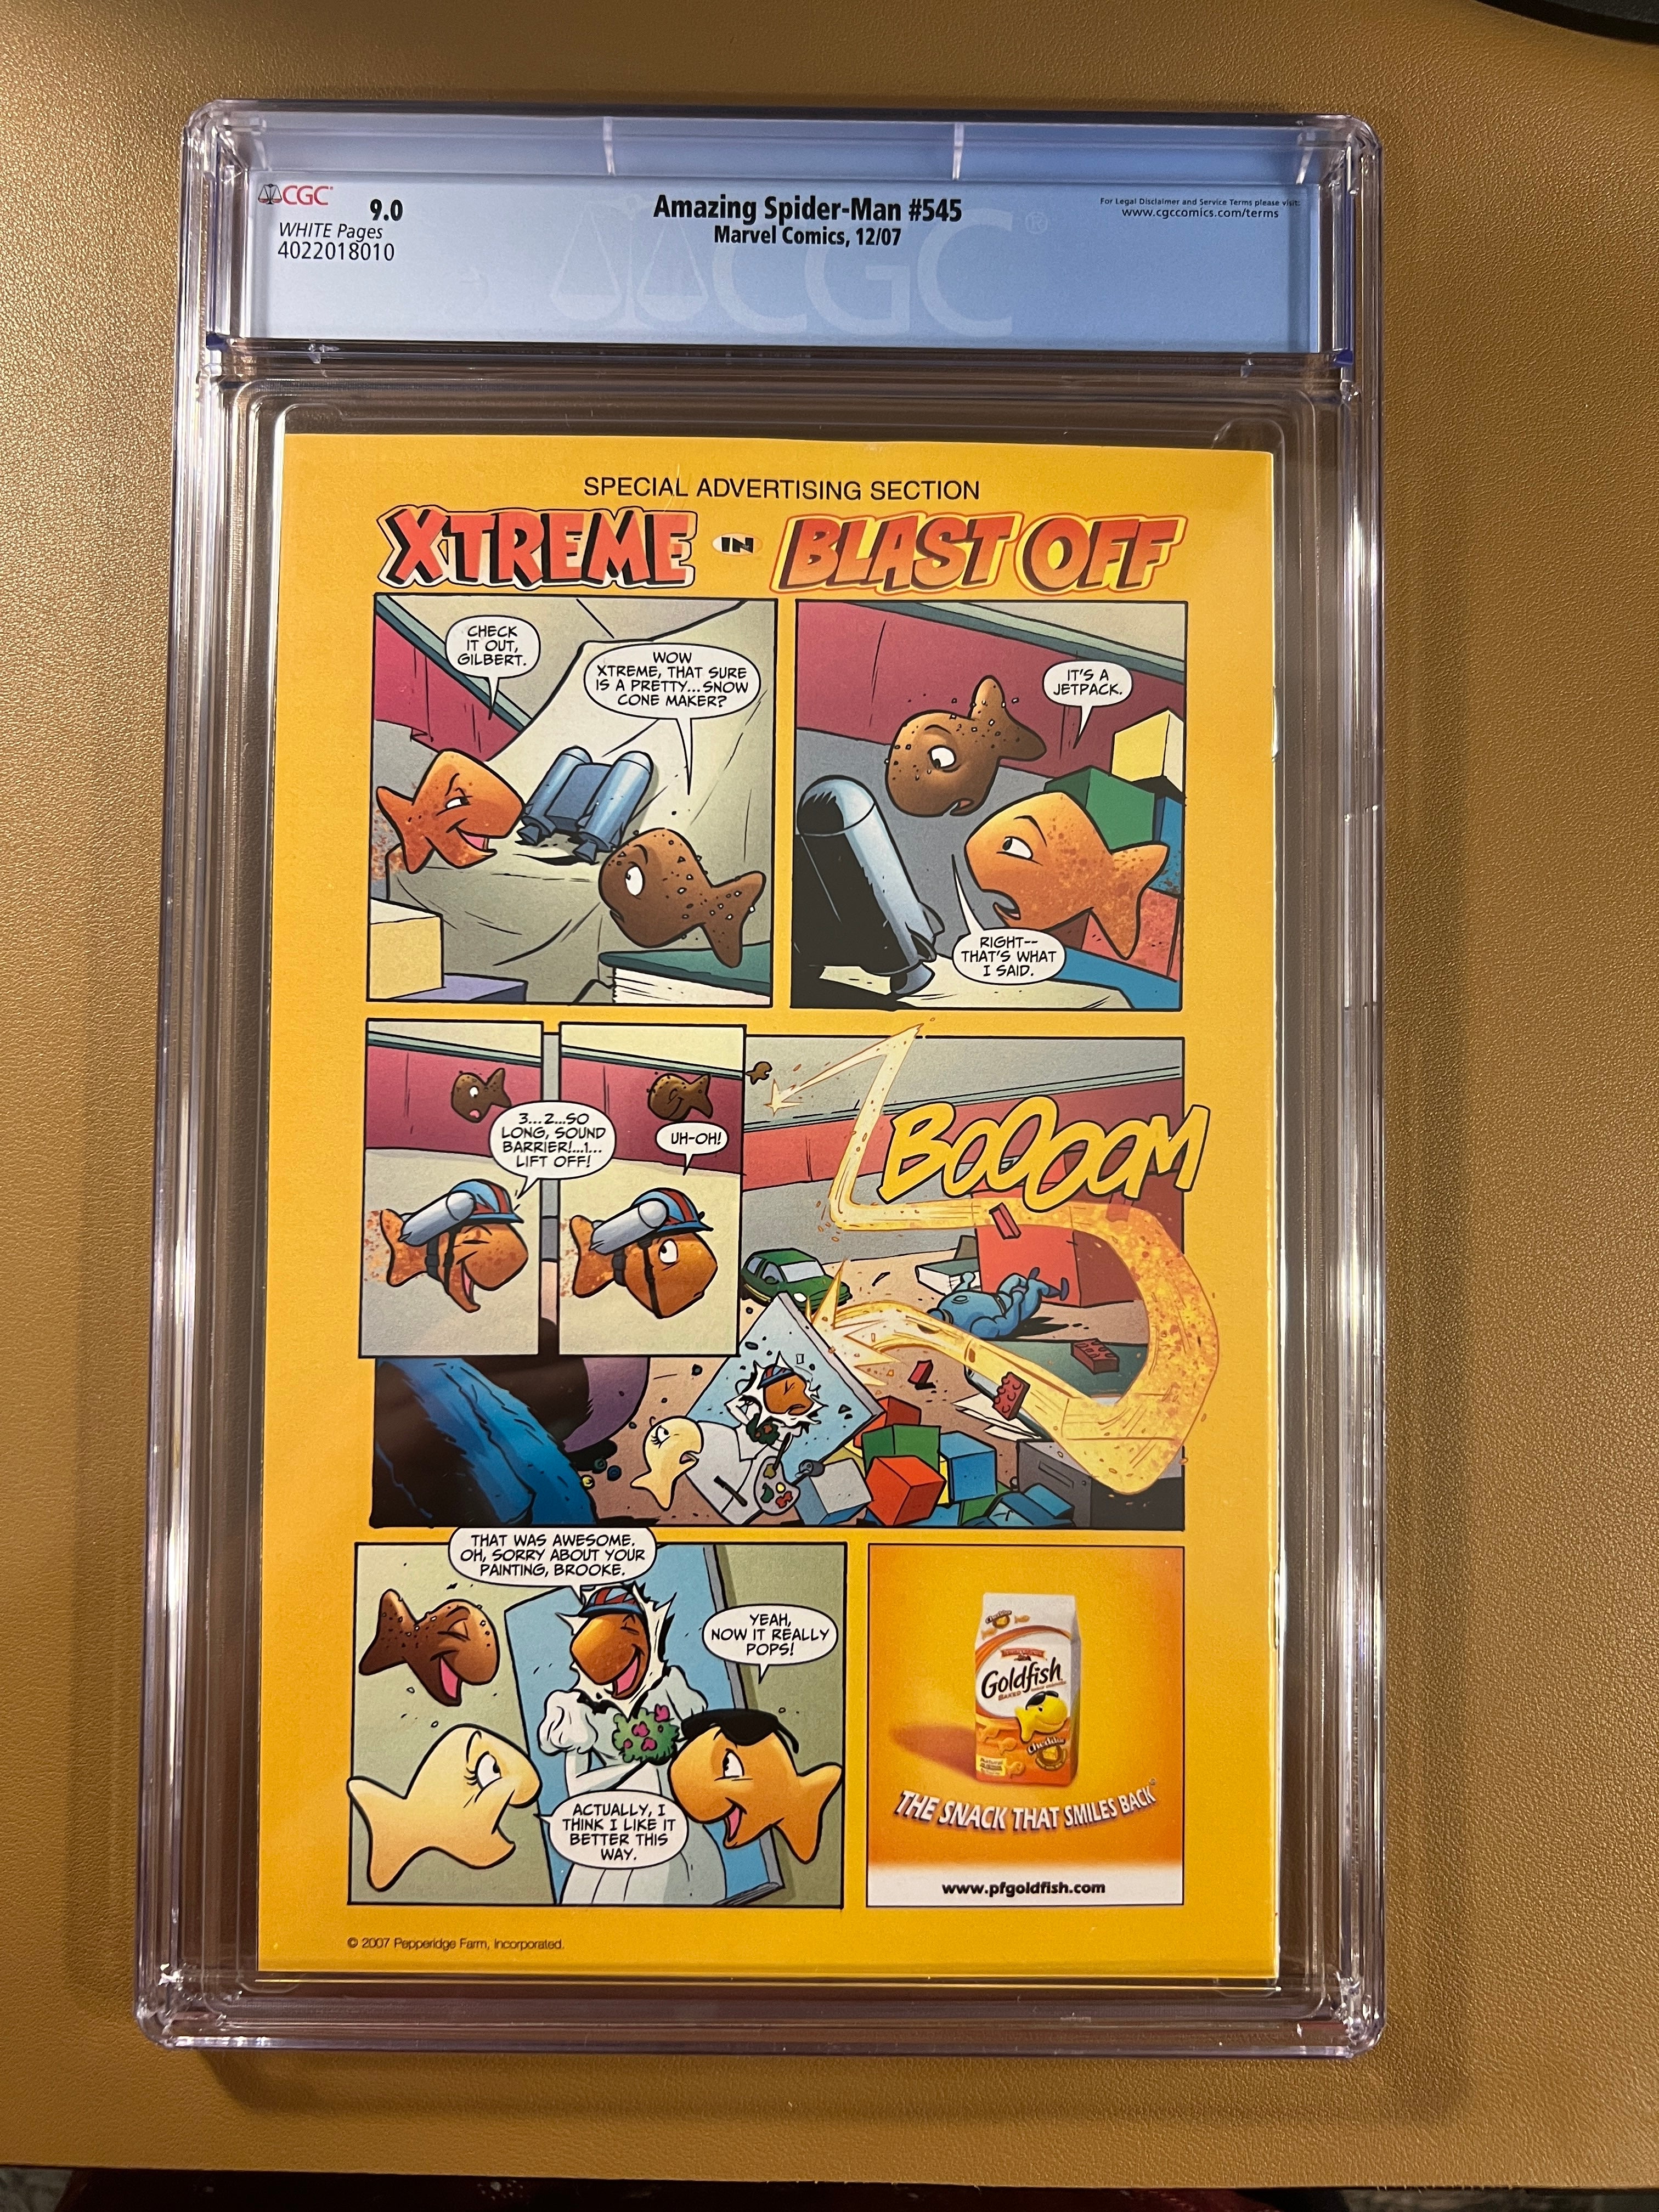 CGC
9.0
WHITE Pages
4022018010
Amazing Spider-Man #545
Marvel Comics, 12/07
For Legal Disclaimer and Service Terms please visit:
www.cgccomics.com/terms
CGC®
SPECIAL ADVERTISING SECTION
XTREME IN BLAST OFF
CHECK
IT OUT,
GILBERT.
WOW
XTREME, THAT SURE
IS A PRETTY...SNOW
CONE MAKER?
IT'S A
JETPACK.
RIGHT--
THAT'S WHAT
I SAID.
3...2...SO
LONG, SOUND
BARRIER!...1...
LIFT OFF!
UH-OH!
BOOOOM
THAT WAS AWESOME.
OH, SORRY ABOUT YOUR
PAINTING, BROOKE.
YEAH,
NOW IT REALLY
POPS!
ACTUALLY, I
THINK I LIKE IT
BETTER THIS
WAY.
Cheddar
Goldfish
BAKED
Cheddar
Natural
THE SNACK THAT SMILES BACK®
www.pfgoldfish.com
© 2007 Pepperidge Farm, Incorporated.